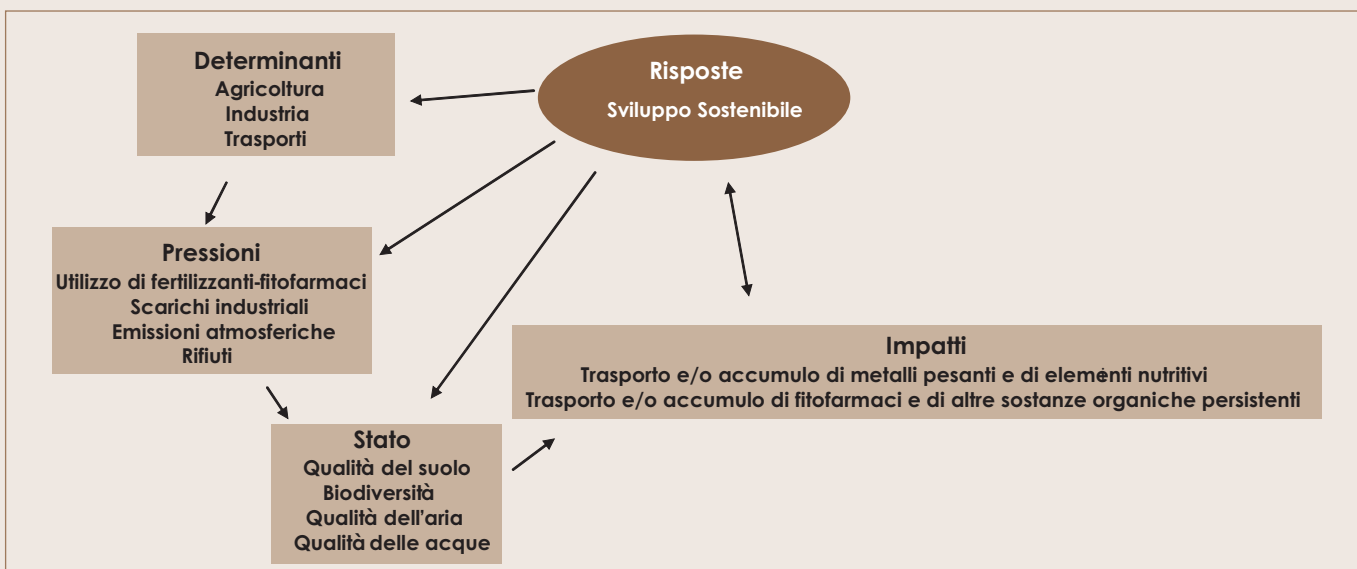 Determinanti
Agricoltura
Industria
Trasporti
Risposte
Sviluppo Sostenibile
Pressioni
Utilizzo di fertilizzanti-fitofarmaci
Scarichi industriali
Emissioni atmosferiche
Rifiuti
Impatti
Trasporto e/o accumulo di metalli pesanti e di elementi nutritivi
Trasporto e/o accumulo di fitofarmaci e di altre sostanze organiche persistenti
Stato
Qualità del suolo
Biodiversità
Qualità dell'aria
Qualità delle acque